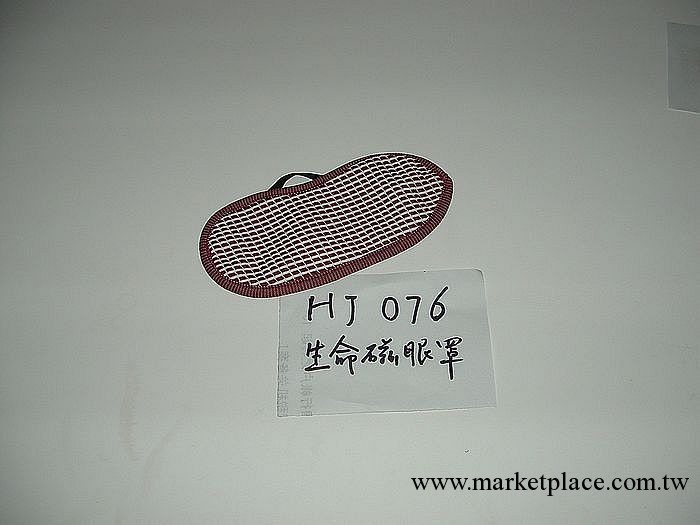 HJ 076
生命磁眼罩
www.marketplace.com.tw